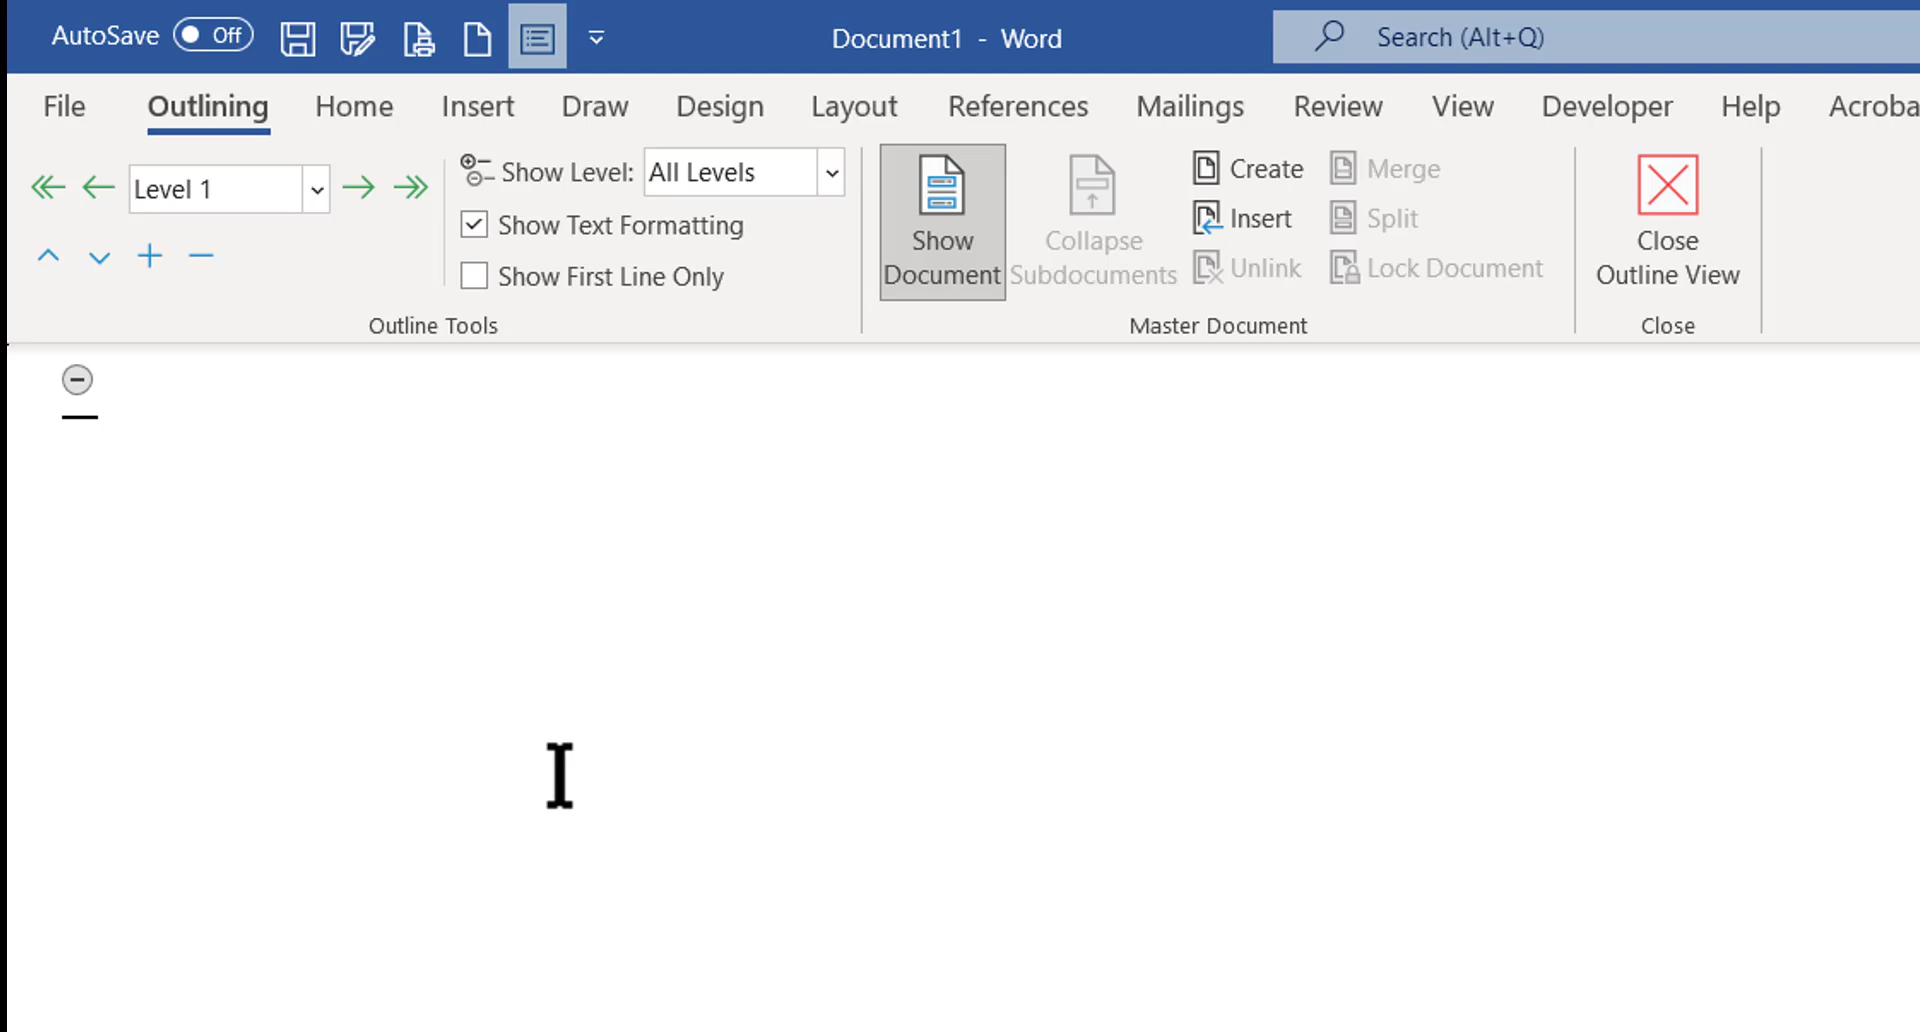 AutoSave Off Document1 - Word Search (Alt+Q)
File Outlining Home Insert Draw Design Layout References Mailings Review View Developer Help Acroba
Level 1
Show Level: All Levels
Show Text Formatting
Show First Line Only
Outline Tools
Show
Document
Collapse
Subdocuments
Create
Insert
Unlink
Merge
Split
Lock Document
Master Document
Close
Outline View
Close